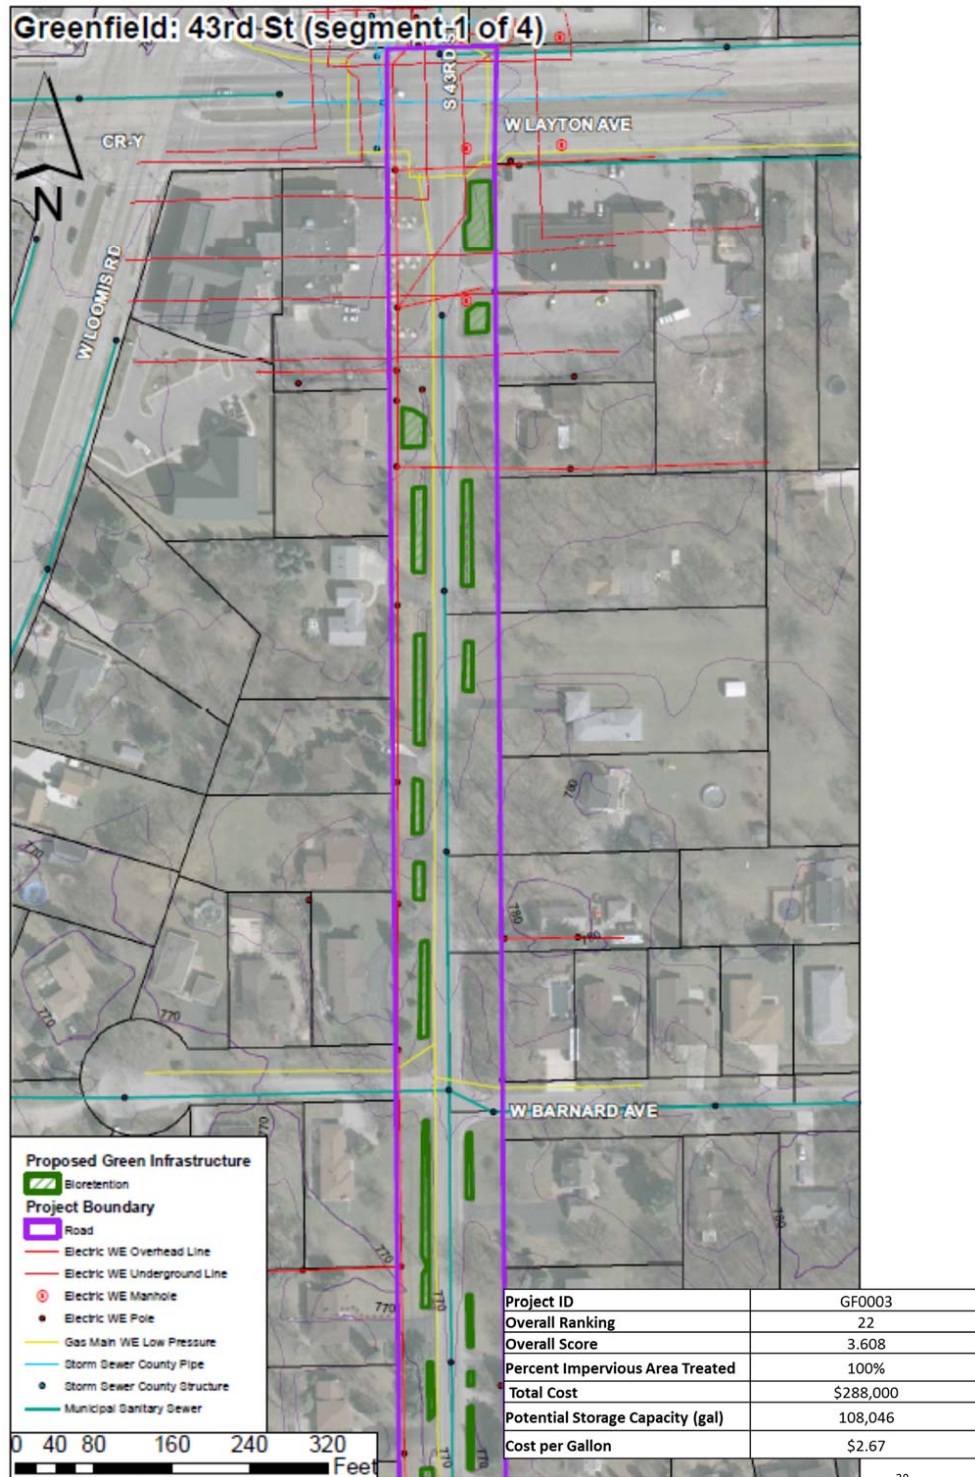 Greenfield: 43rd St (segment 1 of 4)
S 43RD S
W LAYTON AVE
CR-Y
N
W LOOMIS RD
780
770
780
780
770
770
W BARNARD AVE
770
780
770
770
770
770
770
Proposed Green Infrastructure
Bioretention
Project Boundary
Road
Electric WE Overhead Line
Electric WE Underground Line
Electric WE Manhole
Electric WE Pole
Gas Main WE Low Pressure
Storm Sewer County Pipe
Storm Sewer County Structure
Municipal Sanitary Sewer
0 40 80 160 240 320
Feet
Project ID GF0003
Overall Ranking 22
Overall Score 3.608
Percent Impervious Area Treated 100%
Total Cost $288,000
Potential Storage Capacity (gal) 108,046
Cost per Gallon $2.67